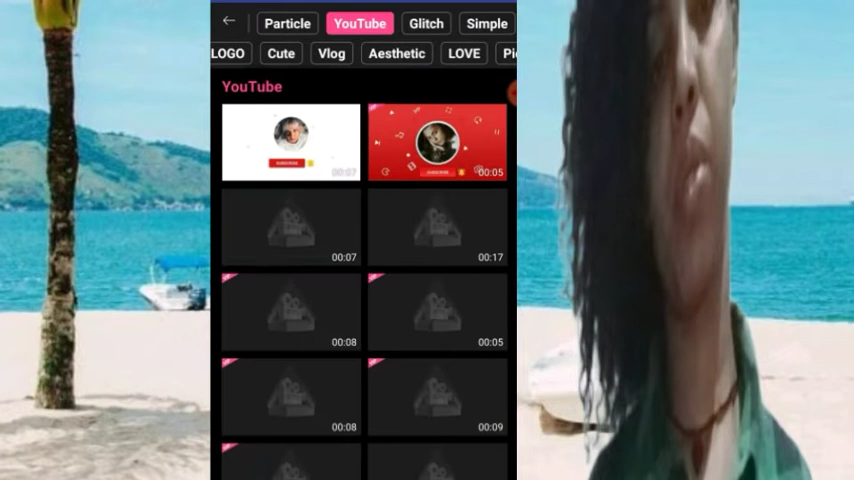 Particle YouTube Glitch Simple
LOGO Cute Vlog Aesthetic LOVE
YouTube
00:07 00:05
00:07 00:17
00:08 00:05
00:08 00:09